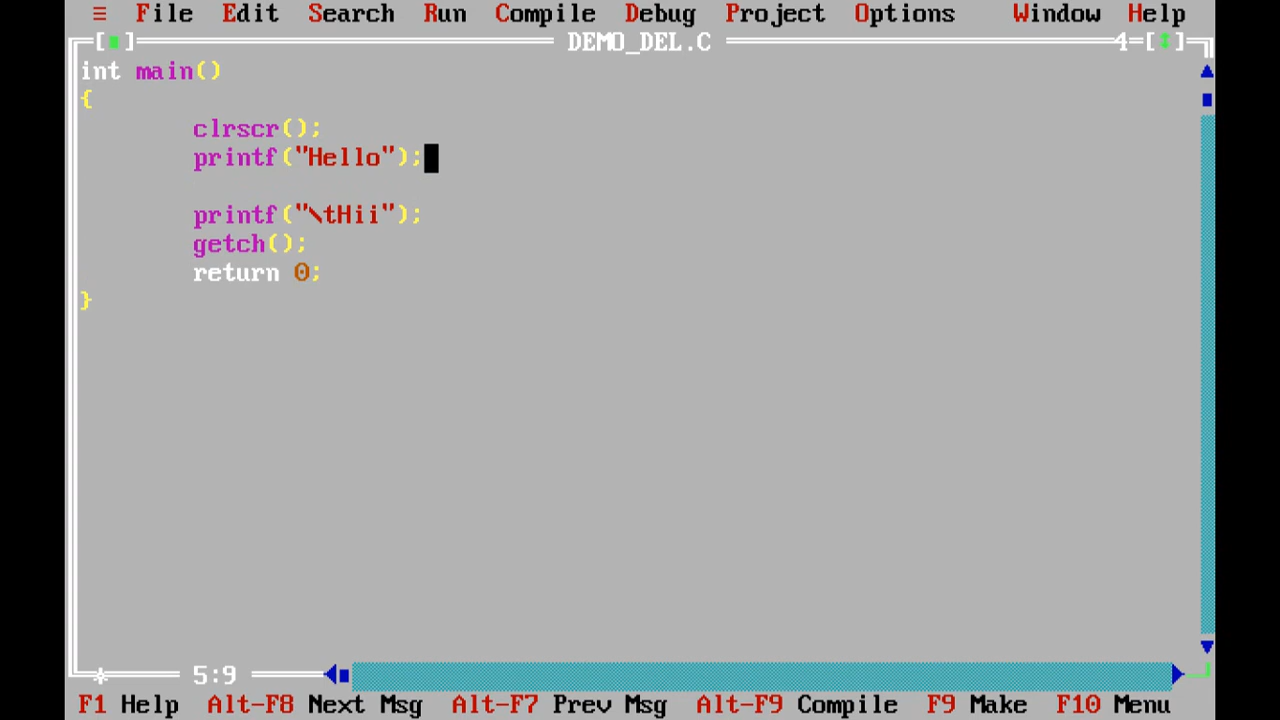 ≡ File Edit Search Run Compile Debug Project Options Window Help
[■] DEMO_DEL.C 4=[↕]
int main()
{
clrscr();
printf("Hello");
printf("\tHii");
getch();
return 0;
}
5:9
F1 Help Alt-F8 Next Msg Alt-F7 Prev Msg Alt-F9 Compile F9 Make F10 Menu